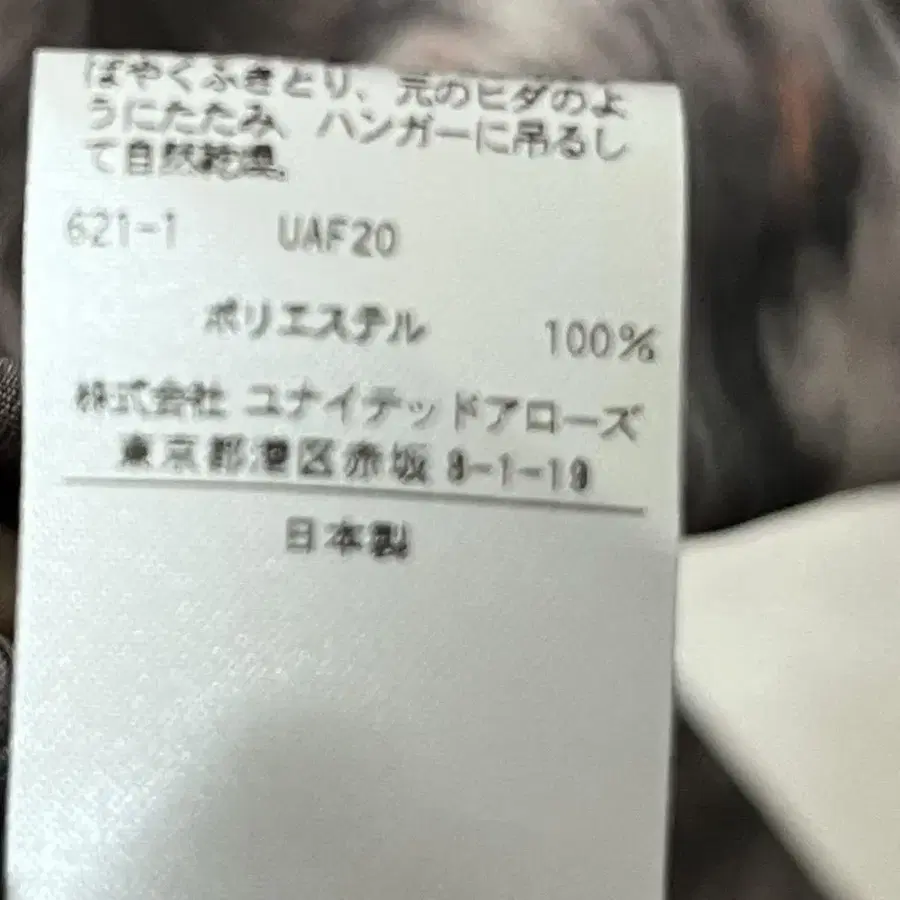 ばやくふきとり、元のヒダのよ
うにたたみ、ハンガーに吊るし
て自然乾燥。
621-1 UAF20
ポリエステル 100%
株式会社 ユナイテッドアローズ
東京都港区赤坂 8-1-19
日本製